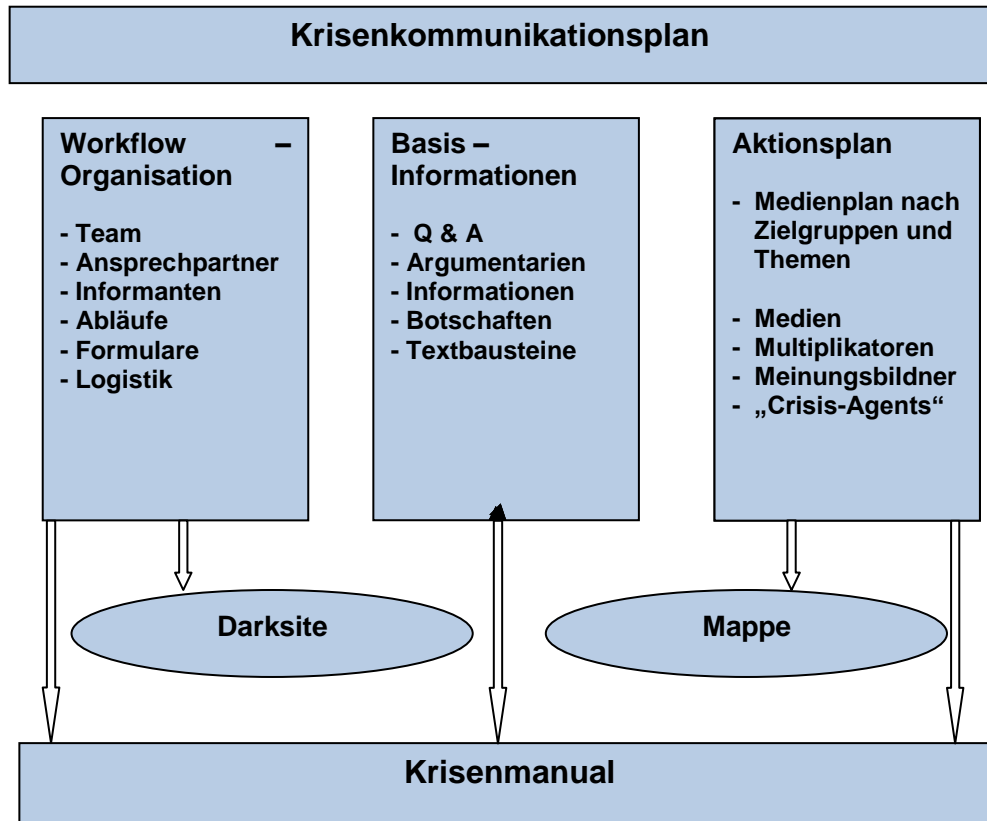 Krisenkommunikationsplan
Workflow –
Organisation
- Team
- Ansprechpartner
- Informanten
- Abläufe
- Formulare
- Logistik
Basis –
Informationen
- Q & A
- Argumentarien
- Informationen
- Botschaften
- Textbausteine
Aktionsplan
- Medienplan nach
Zielgruppen und
Themen
- Medien
- Multiplikatoren
- Meinungsbildner
- „Crisis-Agents“
Darksite
Mappe
Krisenmanual